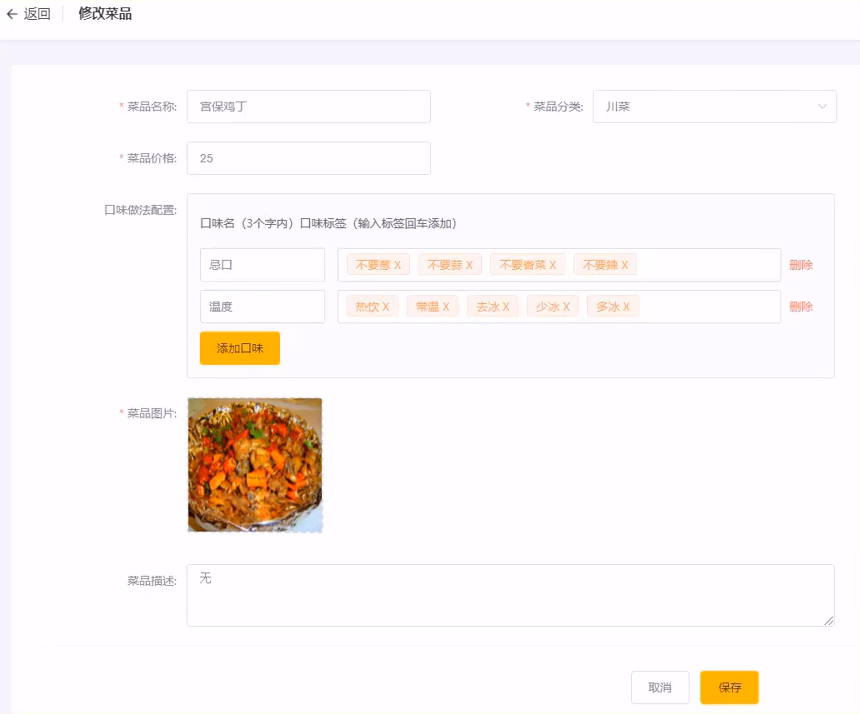 ← 返回 修改菜品
* 菜品名称: 宫保鸡丁 * 菜品分类: 川菜
* 菜品价格: 25
口味做法配置:
口味名（3个字内）口味标签（输入标签回车添加）
忌口 不要葱 X 不要蒜 X 不要香菜 X 不要辣 X 删除
温度 热饮 X 常温 X 去冰 X 少冰 X 多冰 X 删除
添加口味
* 菜品图片:
菜品描述: 无
取消 保存